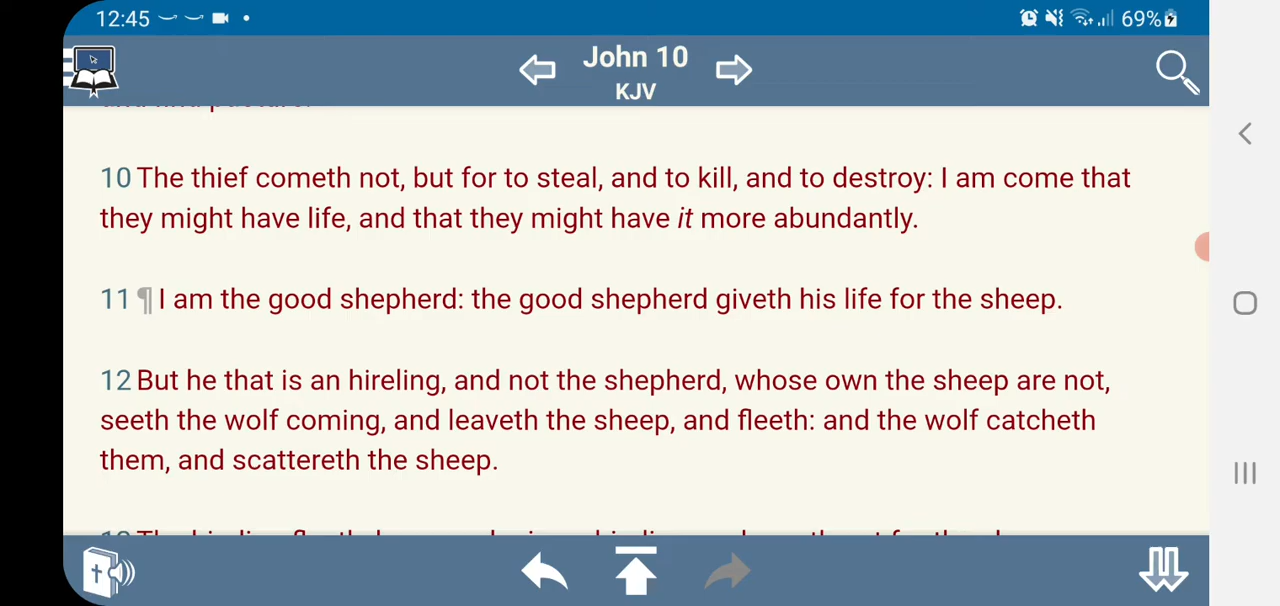 12:45
69%
John 10
KJV
10 The thief cometh not, but for to steal, and to kill, and to destroy: I am come that
they might have life, and that they might have it more abundantly.
11 ¶ I am the good shepherd: the good shepherd giveth his life for the sheep.
12 But he that is an hireling, and not the shepherd, whose own the sheep are not,
seeth the wolf coming, and leaveth the sheep, and fleeth: and the wolf catcheth
them, and scattereth the sheep.